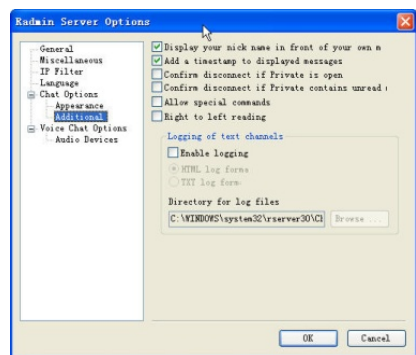 Radmin Server Options
General
Miscellaneous
IP Filter
Language
Chat Options
Appearance
Additional
Voice Chat Options
Audio Devices
Display your nick name in front of your own m
Add a timestamp to displayed messages
Confirm disconnect if Private is open
Confirm disconnect if Private contains unread
Allow special commands
Right to left reading
Logging of text channels
Enable logging
HTML log forma
TXT log form
Directory for log files
C:\WINDOWS\system32\rserver30\Cl
Browse ...
OK
Cancel